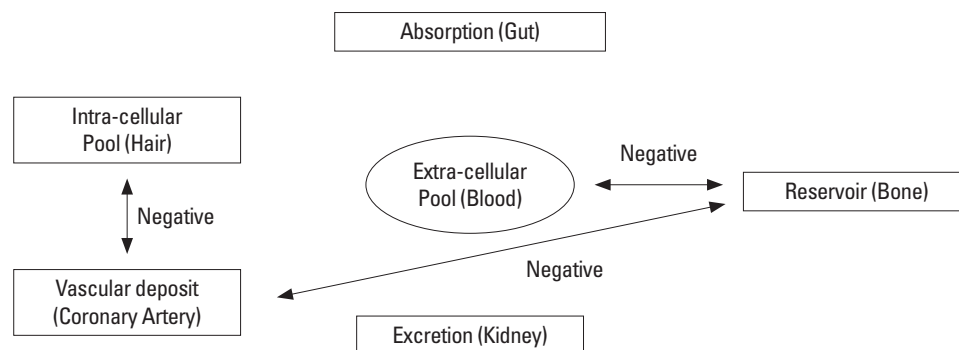 Absorption (Gut)
Intra-cellular
Pool (Hair)
Negative
Extra-cellular
Pool (Blood)
Negative
Reservoir (Bone)
Negative
Vascular deposit
(Coronary Artery)
Excretion (Kidney)